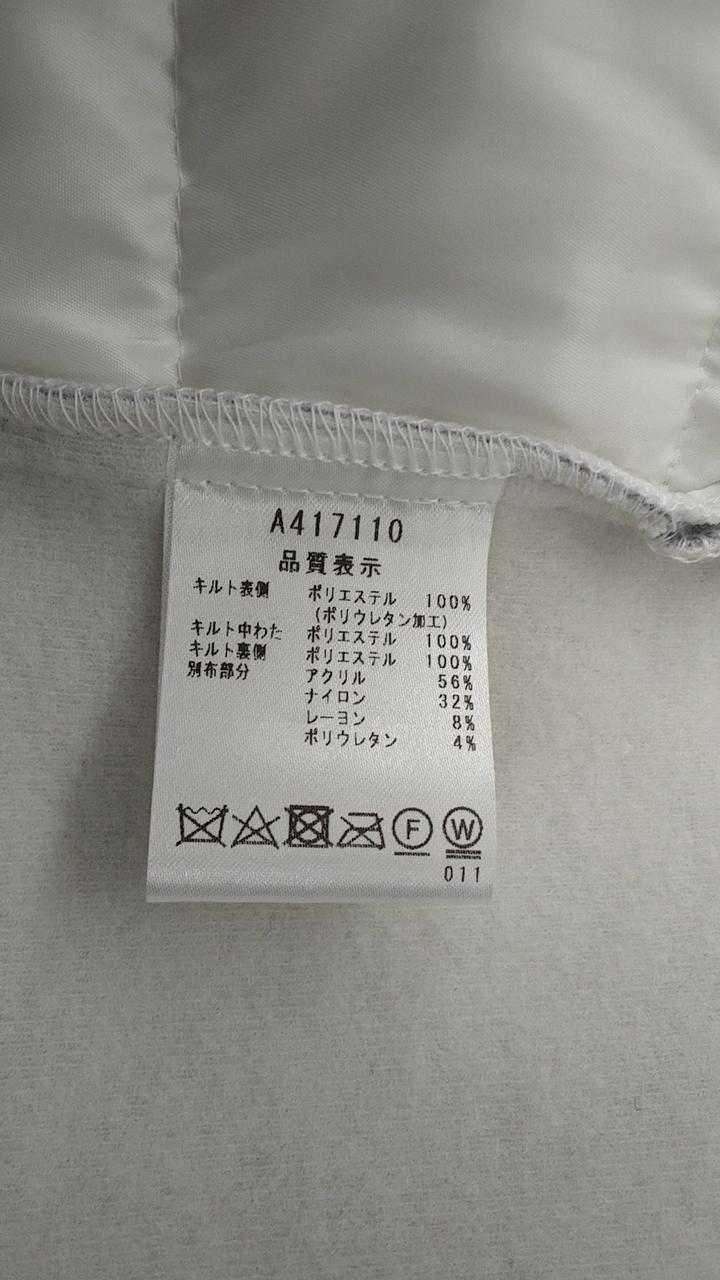 A417110
品質表示
キルト表側 ポリエステル 100%
(ポリウレタン加工)
キルト中わた ポリエステル 100%
キルト裏側 ポリエステル 100%
別布部分 アクリル 56%
ナイロン 32%
レーヨン 8%
ポリウレタン 4%
F W
011